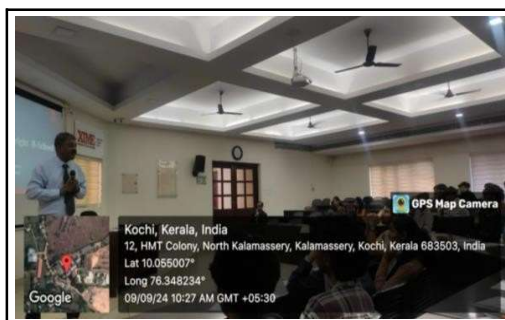 XIME
GPS Map Camera
Kochi, Kerala, India
12, HMT Colony, North Kalamassery, Kalamassery, Kochi, Kerala 683503, India
Lat 10.055007°
Long 76.348234°
09/09/24 10:27 AM GMT +05:30
Google